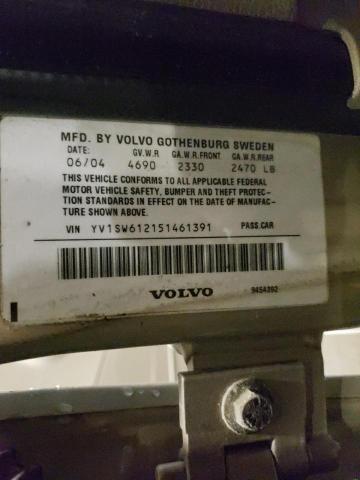 MFD. BY VOLVO GOTHENBURG SWEDEN
DATE: GV.W.R GA.W.R.FRONT GA.W.R.REAR
06/04 4690 2330 2470 LB
THIS VEHICLE CONFORMS TO ALL APPLICABLE FEDERAL
MOTOR VEHICLE SAFETY, BUMPER AND THEFT PROTEC-
TION STANDARDS IN EFFECT ON THE DATE OF MANUFAC-
TURE SHOWN ABOVE.
VIN YV1SW612151461391 PASS.CAR
VOLVO
9454392